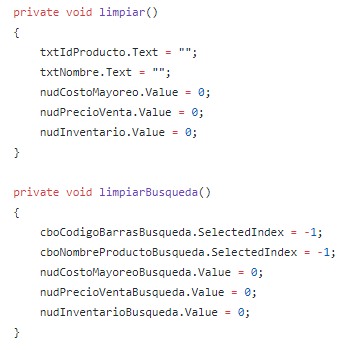 private void limpiar()
{
    txtIdProducto.Text = "";
    txtNombre.Text = "";
    nudCostoMayoreo.Value = 0;
    nudPrecioVenta.Value = 0;
    nudInventario.Value = 0;
}

private void limpiarBusqueda()
{
    cboCodigoBarrasBusqueda.SelectedIndex = -1;
    cboNombreProductoBusqueda.SelectedIndex = -1;
    nudCostoMayoreoBusqueda.Value = 0;
    nudPrecioVentaBusqueda.Value = 0;
    nudInventarioBusqueda.Value = 0;
}